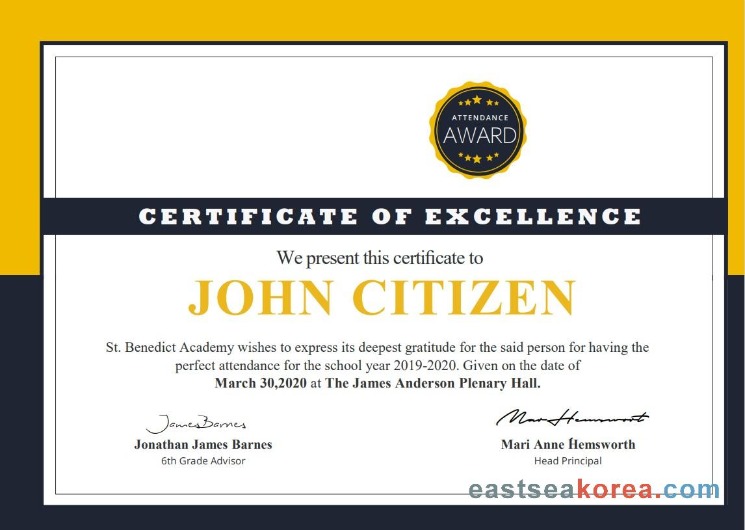 ATTENDANCE
AWARD
CERTIFICATE OF EXCELLENCE
We present this certificate to
JOHN CITIZEN
St. Benedict Academy wishes to express its deepest gratitude for the said person for having the
perfect attendance for the school year 2019-2020. Given on the date of
March 30,2020 at The James Anderson Plenary Hall.
JamesBarnes
Mar Hemsworth
Jonathan James Barnes
Mari Anne Hemsworth
6th Grade Advisor
Head Principal
eastseakorea.com